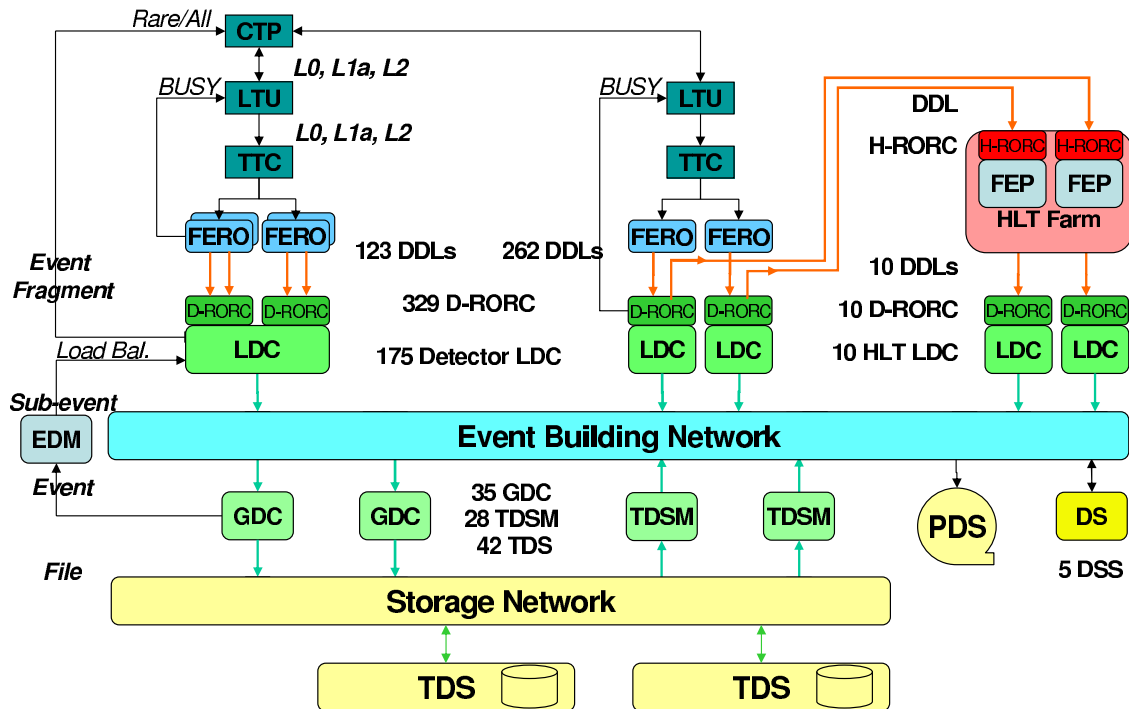 Rare/All
CTP
L0, L1a, L2
BUSY
LTU
BUSY
LTU
DDL
L0, L1a, L2
H-RORC
H-RORC
H-RORC
TTC
TTC
FEP
FEP
HLT Farm
FERO
FERO
123 DDLs
262 DDLs
FERO
FERO
Event
Fragment
10 DDLs
D-RORC
D-RORC
329 D-RORC
D-RORC
D-RORC
10 D-RORC
D-RORC
D-RORC
Load Bal.
LDC
175 Detector LDC
LDC
LDC
10 HLT LDC
LDC
LDC
Sub-event
EDM
Event Building Network
Event
35 GDC
28 TDSM
42 TDS
GDC
GDC
TDSM
TDSM
PDS
DS
5 DSS
File
Storage Network
TDS
TDS